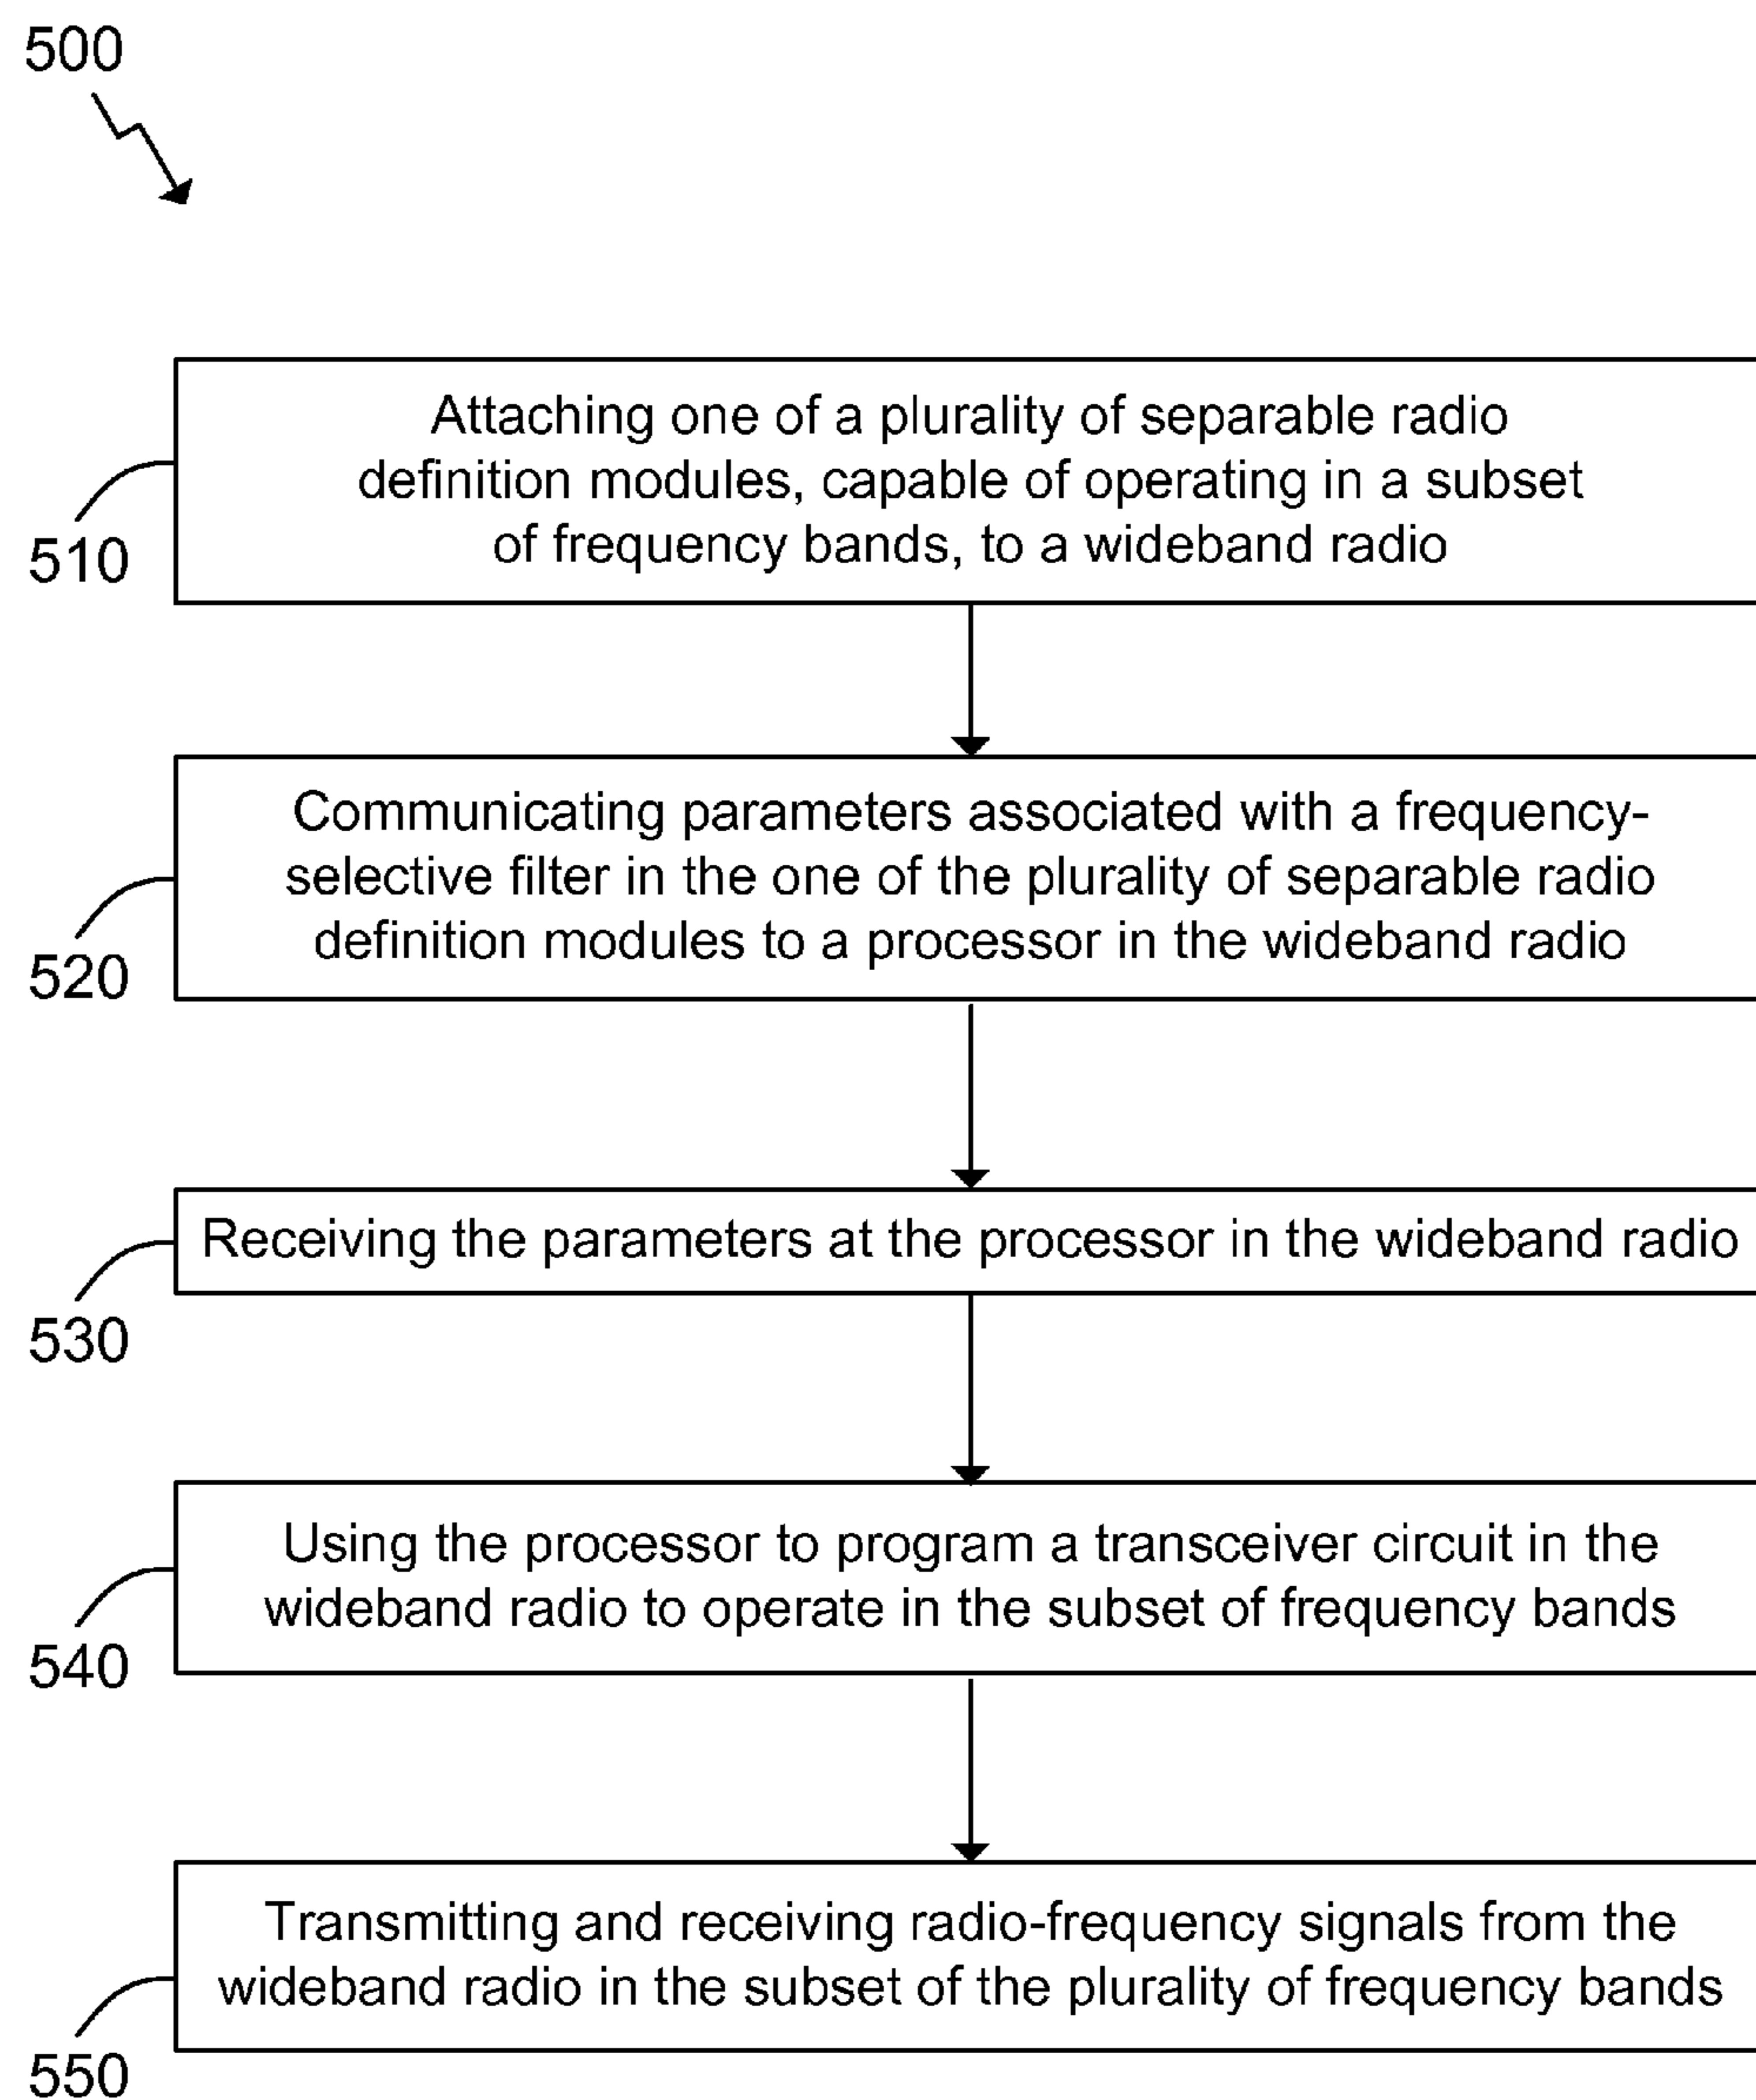 500
Attaching one of a plurality of separable radio
definition modules, capable of operating in a subset
of frequency bands, to a wideband radio
510
Communicating parameters associated with a frequency-
selective filter in the one of the plurality of separable radio
definition modules to a processor in the wideband radio
520
Receiving the parameters at the processor in the wideband radio
530
Using the processor to program a transceiver circuit in the
wideband radio to operate in the subset of frequency bands
540
Transmitting and receiving radio-frequency signals from the
wideband radio in the subset of the plurality of frequency bands
550